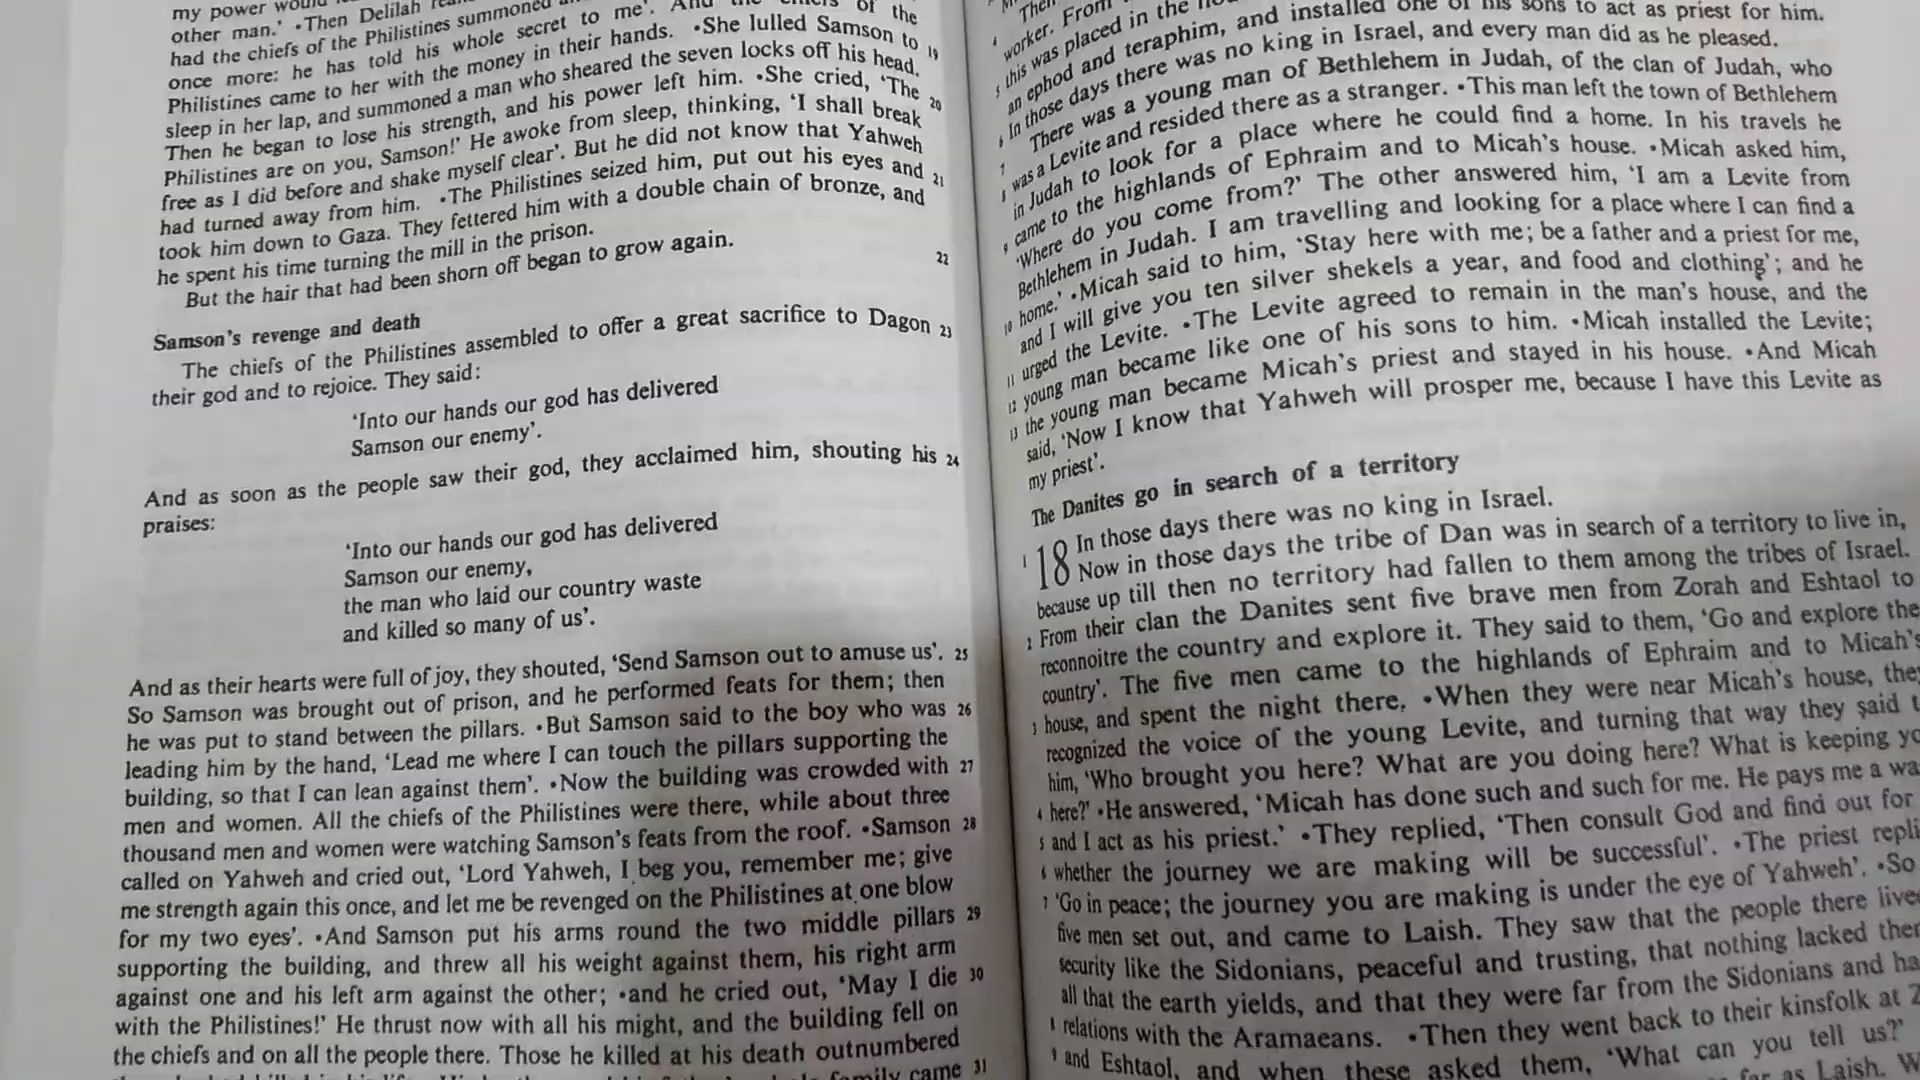 my power would
other man.' •Then Delilah
had the chiefs of the Philistines summoned
once more: he has told his whole secret to me'. And the chiefs of the
Philistines came to her with the money in their hands. •She lulled Samson to 19
sleep in her lap, and summoned a man who sheared the seven locks off his head.
Then he began to lose his strength, and his power left him. •She cried, 'The 20
Philistines are on you, Samson!' He awoke from sleep, thinking, 'I shall break
free as I did before and shake myself clear'. But he did not know that Yahweh
had turned away from him. •The Philistines seized him, put out his eyes and 21
took him down to Gaza. They fettered him with a double chain of bronze, and
he spent his time turning the mill in the prison.
But the hair that had been shorn off began to grow again. 22
Samson's revenge and death
The chiefs of the Philistines assembled to offer a great sacrifice to Dagon 23
their god and to rejoice. They said:
'Into our hands our god has delivered
Samson our enemy'.
And as soon as the people saw their god, they acclaimed him, shouting his 24
praises:
'Into our hands our god has delivered
Samson our enemy,
the man who laid our country waste
and killed so many of us'.
And as their hearts were full of joy, they shouted, 'Send Samson out to amuse us'. 25
So Samson was brought out of prison, and he performed feats for them; then
he was put to stand between the pillars. •But Samson said to the boy who was 26
leading him by the hand, 'Lead me where I can touch the pillars supporting the
building, so that I can lean against them'. •Now the building was crowded with 27
men and women. All the chiefs of the Philistines were there, while about three
thousand men and women were watching Samson's feats from the roof. •Samson 28
called on Yahweh and cried out, 'Lord Yahweh, I beg you, remember me; give
me strength again this once, and let me be revenged on the Philistines at one blow
for my two eyes'. •And Samson put his arms round the two middle pillars 29
supporting the building, and threw all his weight against them, his right arm
against one and his left arm against the other; •and he cried out, 'May I die 30
with the Philistines!' He thrust now with all his might, and the building fell on
the chiefs and on all the people there. Those he killed at his death outnumbered
family came 31
4 Then
worker. From
5 this was placed in the
an ephod and teraphim, and installed one of his sons to act as priest for him.
6 In those days there was no king in Israel, and every man did as he pleased.
7 There was a young man of Bethlehem in Judah, of the clan of Judah, who
was a Levite and resided there as a stranger. •This man left the town of Bethlehem
8 in Judah to look for a place where he could find a home. In his travels he
came to the highlands of Ephraim and to Micah's house. •Micah asked him,
9 'Where do you come from?' The other answered him, 'I am a Levite from
Bethlehem in Judah. I am travelling and looking for a place where I can find a
10 home.' •Micah said to him, 'Stay here with me; be a father and a priest for me,
and I will give you ten silver shekels a year, and food and clothing'; and he
11 urged the Levite. •The Levite agreed to remain in the man's house, and the
12 young man became like one of his sons to him. •Micah installed the Levite;
13 the young man became Micah's priest and stayed in his house. •And Micah
said, 'Now I know that Yahweh will prosper me, because I have this Levite as
my priest'.
The Danites go in search of a territory
1 18 In those days there was no king in Israel.
Now in those days the tribe of Dan was in search of a territory to live in,
because up till then no territory had fallen to them among the tribes of Israel.
2 From their clan the Danites sent five brave men from Zorah and Eshtaol to
reconnoitre the country and explore it. They said to them, 'Go and explore the
country'. The five men came to the highlands of Ephraim and to Micah's
3 house, and spent the night there. •When they were near Micah's house, they
recognized the voice of the young Levite, and turning that way they said
him, 'Who brought you here? What are you doing here? What is keeping
4 here?' •He answered, 'Micah has done such and such for me. He pays me a
5 and I act as his priest.' •They replied, 'Then consult God and find out for
6 whether the journey we are making will be successful'. •The priest
7 'Go in peace; the journey you are making is under the eye of Yahweh'. •So
five men set out, and came to Laish. They saw that the people there
security like the Sidonians, peaceful and trusting, that nothing lacked
all that the earth yields, and that they were far from the Sidonians and
8 relations with the Aramaeans. •Then they went back to their kinsfolk at
9 and Eshtaol, and when these asked them, 'What can you tell us?'
far as Laish.